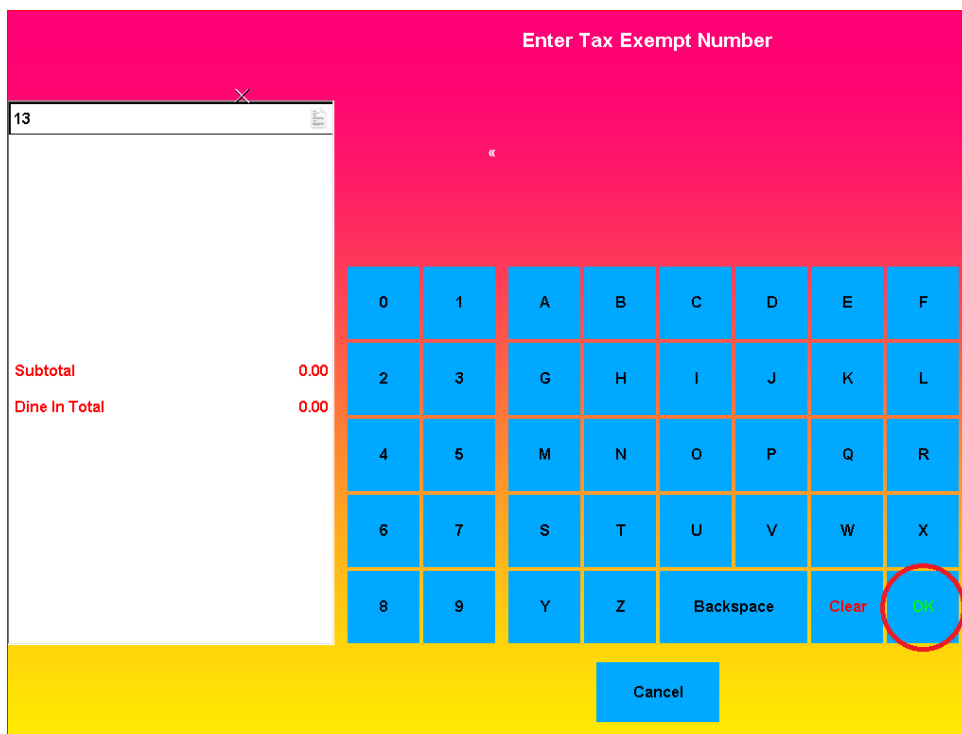 Enter Tax Exempt Number
13
«
Subtotal 0.00
Dine In Total 0.00
0 1 A B C D E F
2 3 G H I J K L
4 5 M N O P Q R
6 7 S T U V W X
8 9 Y Z Backspace Clear OK
Cancel